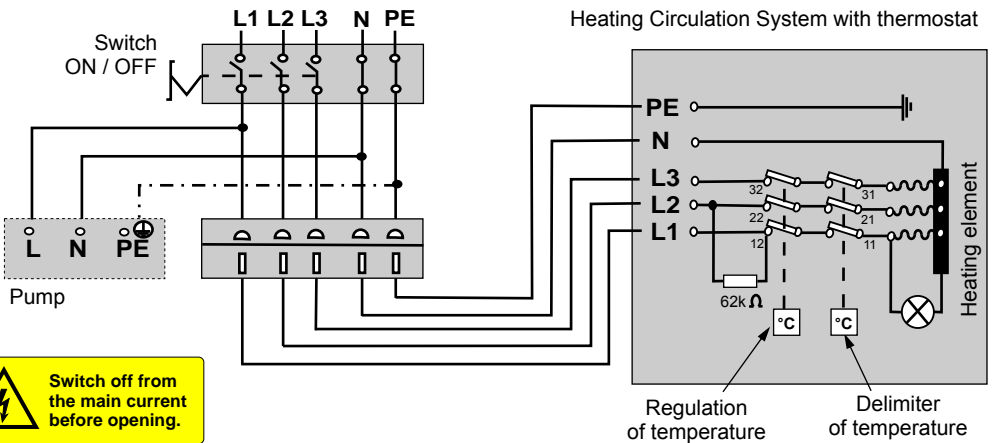 L1 L2 L3 N PE
Heating Circulation System with thermostat
Switch
ON / OFF
PE
N
L3
32
31
L2
22
21
L1
12
11
62k Ω
°C
°C
Heating element
L N PE
Pump
Switch off from
the main current
before opening.
Regulation
of temperature
Delimiter
of temperature